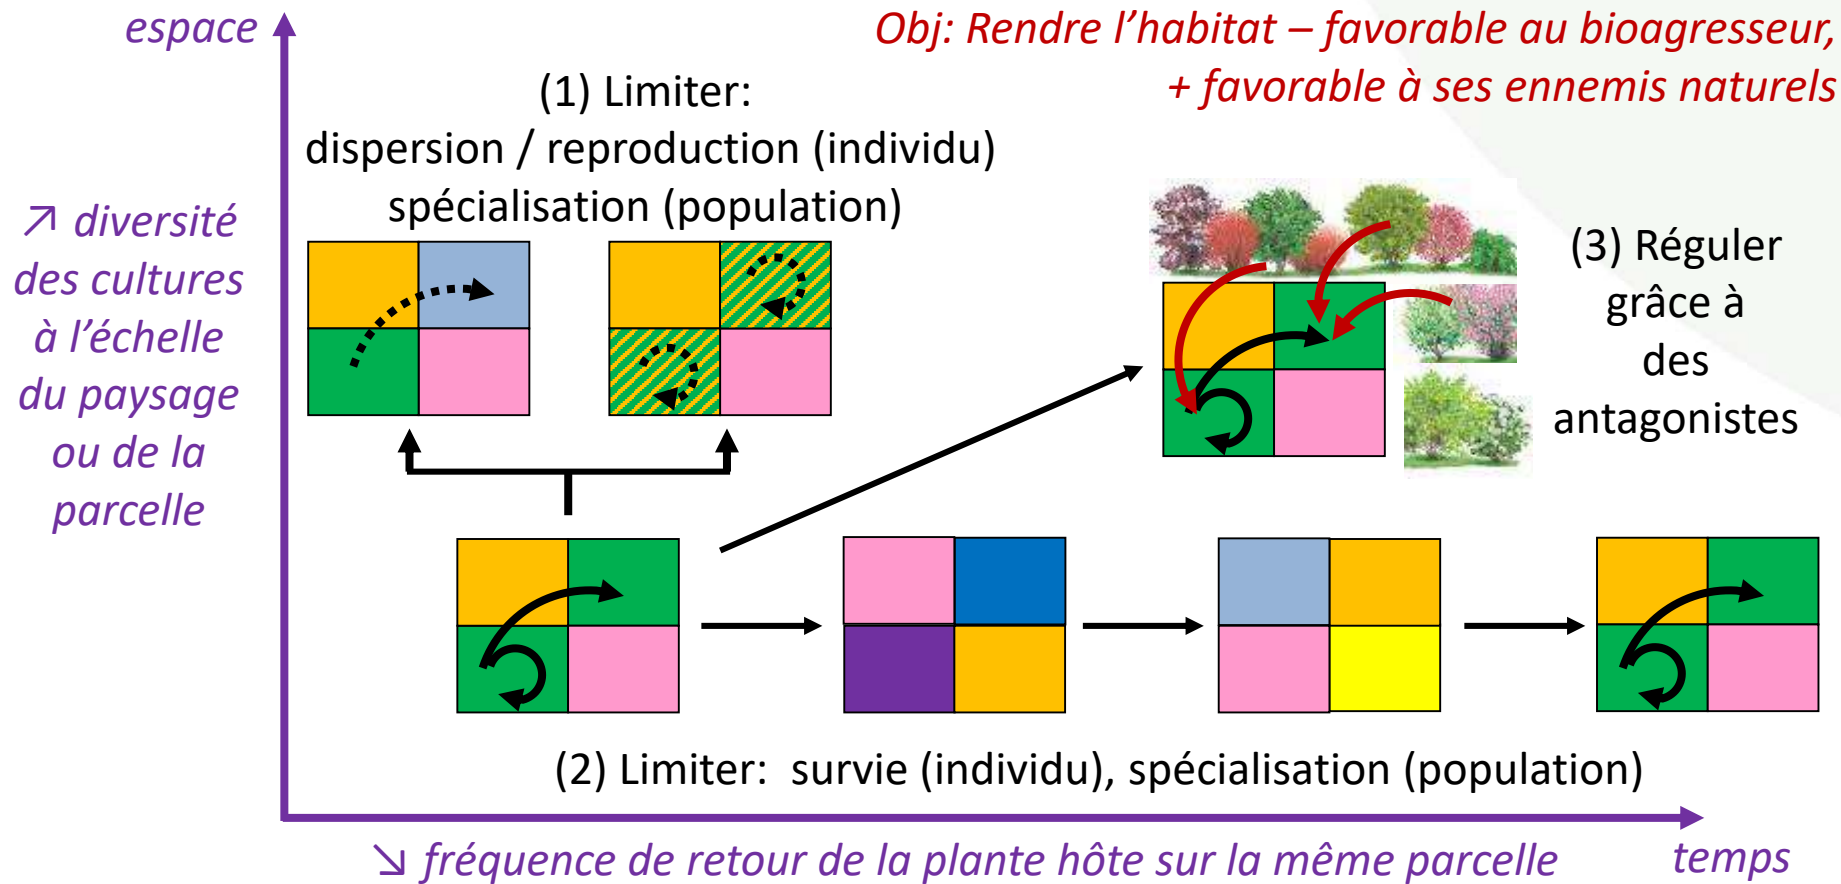 espace
Obj: Rendre l’habitat – favorable au bioagresseur,
+ favorable à ses ennemis naturels
(1) Limiter:
dispersion / reproduction (individu)
spécialisation (population)
↗ diversité
des cultures
à l’échelle
du paysage
ou de la
parcelle
(3) Réguler
grâce à
des
antagonistes
(2) Limiter: survie (individu), spécialisation (population)
↘ fréquence de retour de la plante hôte sur la même parcelle
temps